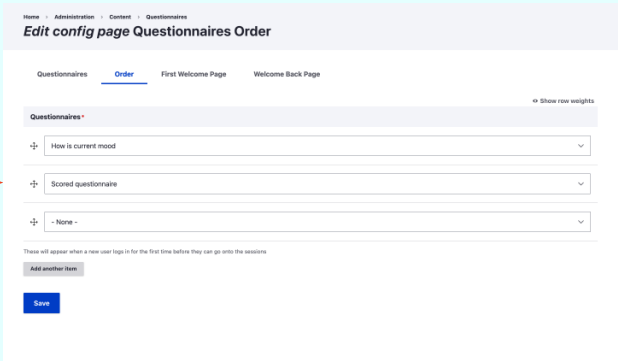 Home > Administration > Content > Questionnaires
Edit config page Questionnaires Order
Questionnaires Order First Welcome Page Welcome Back Page
Show row weights
Questionnaires*
How is current mood
Scored questionnaire
- None -
These will appear when a new user logs in for the first time before they can go onto the sessions
Add another item
Save